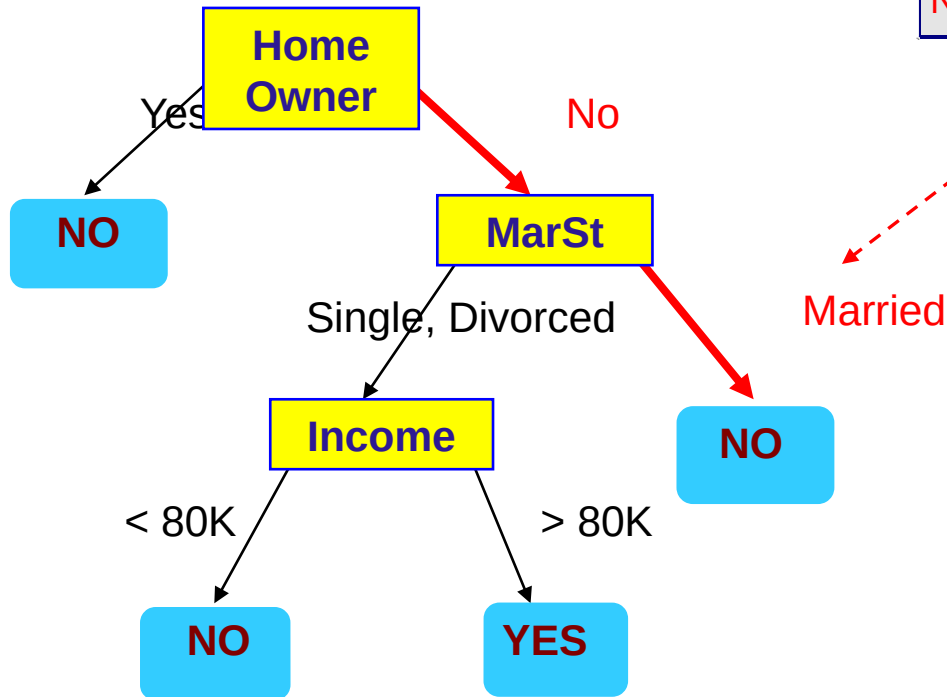 Home
Owner
Yes
No
NO
MarSt
Single, Divorced
Married
Income
NO
< 80K
> 80K
NO
YES